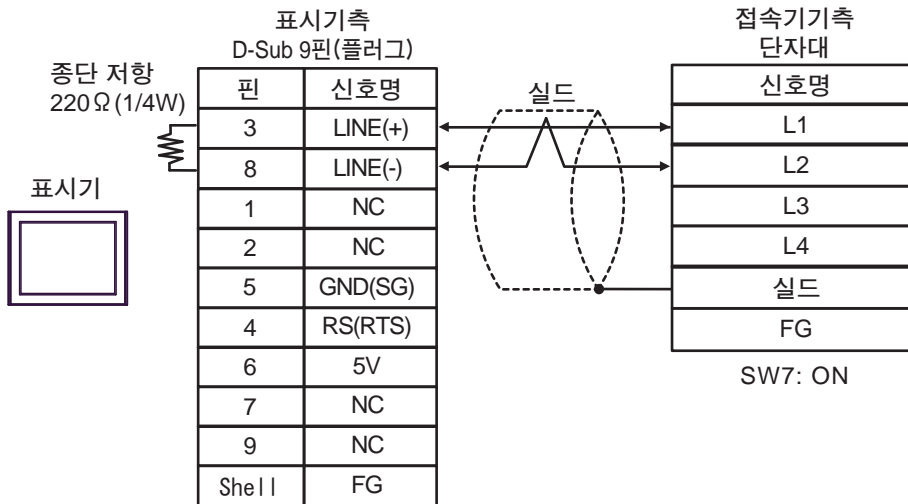 표시기측
D-Sub 9핀(플러그)
종단 저항
220Ω(1/4W)
표시기
핀 신호명
3 LINE(+)
8 LINE(-)
1 NC
2 NC
5 GND(SG)
4 RS(RTS)
6 5V
7 NC
9 NC
Shell FG
실드
접속기기측
단자대
신호명
L1
L2
L3
L4
실드
FG
SW7: ON